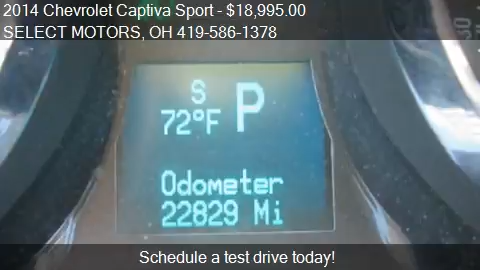 2014 Chevrolet Captiva Sport - $18,995.00
SELECT MOTORS, OH 419-586-1378
S
72°F P
Odometer
22829 Mi
Schedule a test drive today!